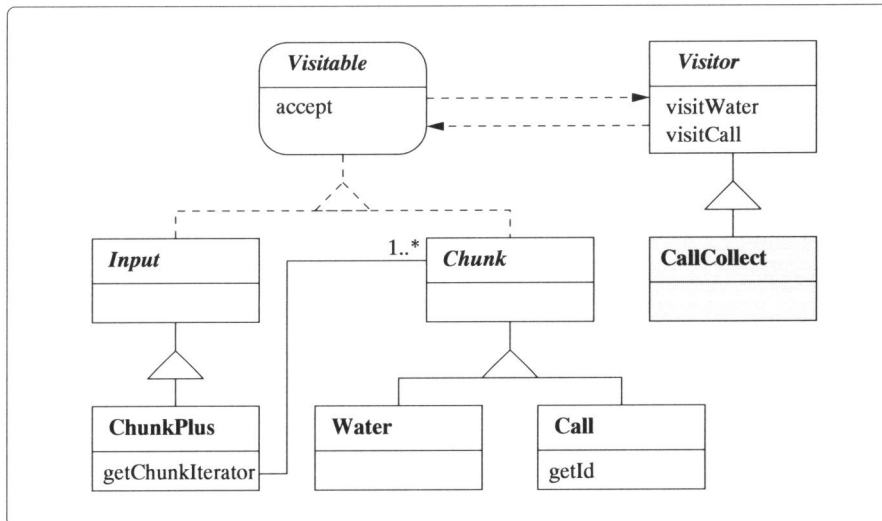 Visitable
accept
Visitor
visitWater
visitCall
Input
1..*
Chunk
CallCollect
ChunkPlus
getChunkIterator
Water
Call
getId